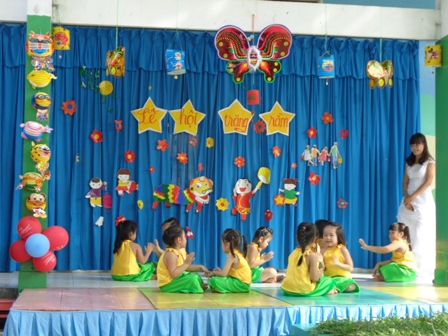 Lễ hội trăng rằm